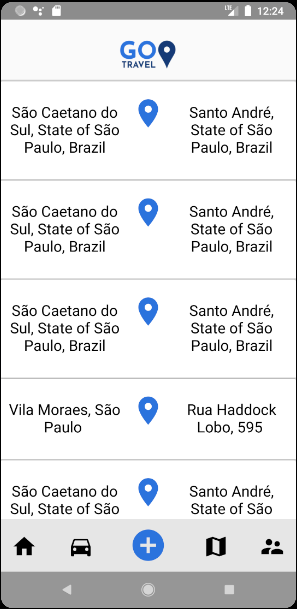 LTE 12:24
GO
TRAVEL
São Caetano do
Sul, State of São
Paulo, Brazil
Santo André,
State of São
Paulo, Brazil
São Caetano do
Sul, State of São
Paulo, Brazil
Santo André,
State of São
Paulo, Brazil
São Caetano do
Sul, State of São
Paulo, Brazil
Santo André,
State of São
Paulo, Brazil
Vila Moraes, São
Paulo
Rua Haddock
Lobo, 595
São Caetano do
Sul, State of São
Santo André,
State of São